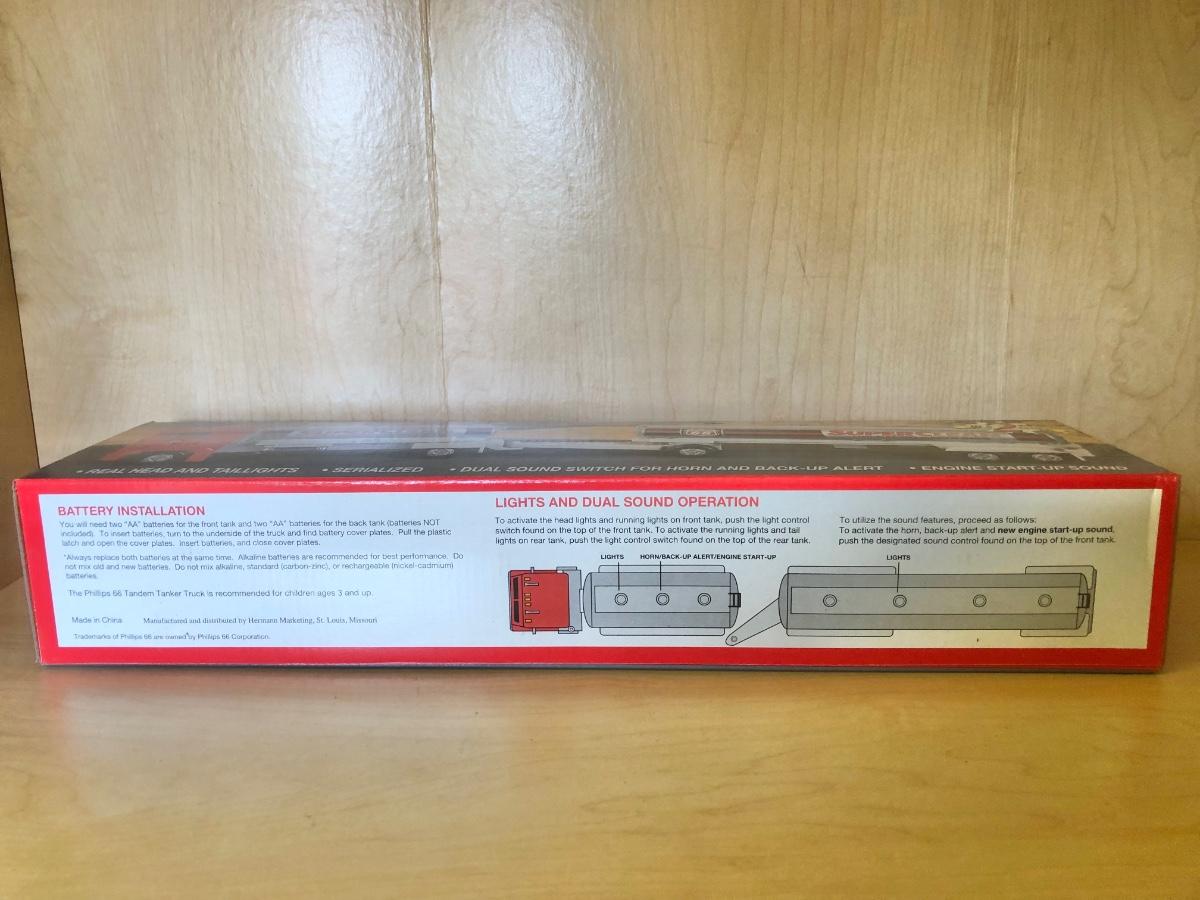 66
SUPERCLEAN
• REAL HEAD AND TAILLIGHTS • SERIALIZED • DUAL SOUND SWITCH FOR HORN AND BACK-UP ALERT • ENGINE START-UP SOUND
BATTERY INSTALLATION
You will need two "AA" batteries for the front tank and two "AA" batteries for the back tank (batteries NOT
included). To insert batteries, turn to the underside of the truck and find battery cover plates. Pull the plastic
latch and open the cover plates. Insert batteries, and close cover plates.
*Always replace both batteries at the same time. Alkaline batteries are recommended for best performance. Do
not mix old and new batteries. Do not mix alkaline, standard (carbon-zinc), or rechargeable (nickel-cadmium)
batteries.
The Phillips 66 Tandem Tanker Truck is recommended for children ages 3 and up.
Made in China Manufactured and distributed by Hermann Marketing, St. Louis, Missouri
Trademarks of Phillips 66 are owned by Phillips 66 Corporation.
LIGHTS AND DUAL SOUND OPERATION
To activate the head lights and running lights on front tank, push the light control
switch found on the top of the front tank. To activate the running lights and tail
lights on rear tank, push the light control switch found on the top of the rear tank.
To utilize the sound features, proceed as follows:
To activate the horn, back-up alert and new engine start-up sound,
push the designated sound control found on the top of the front tank.
LIGHTS HORN/BACK-UP ALERT/ENGINE START-UP
LIGHTS